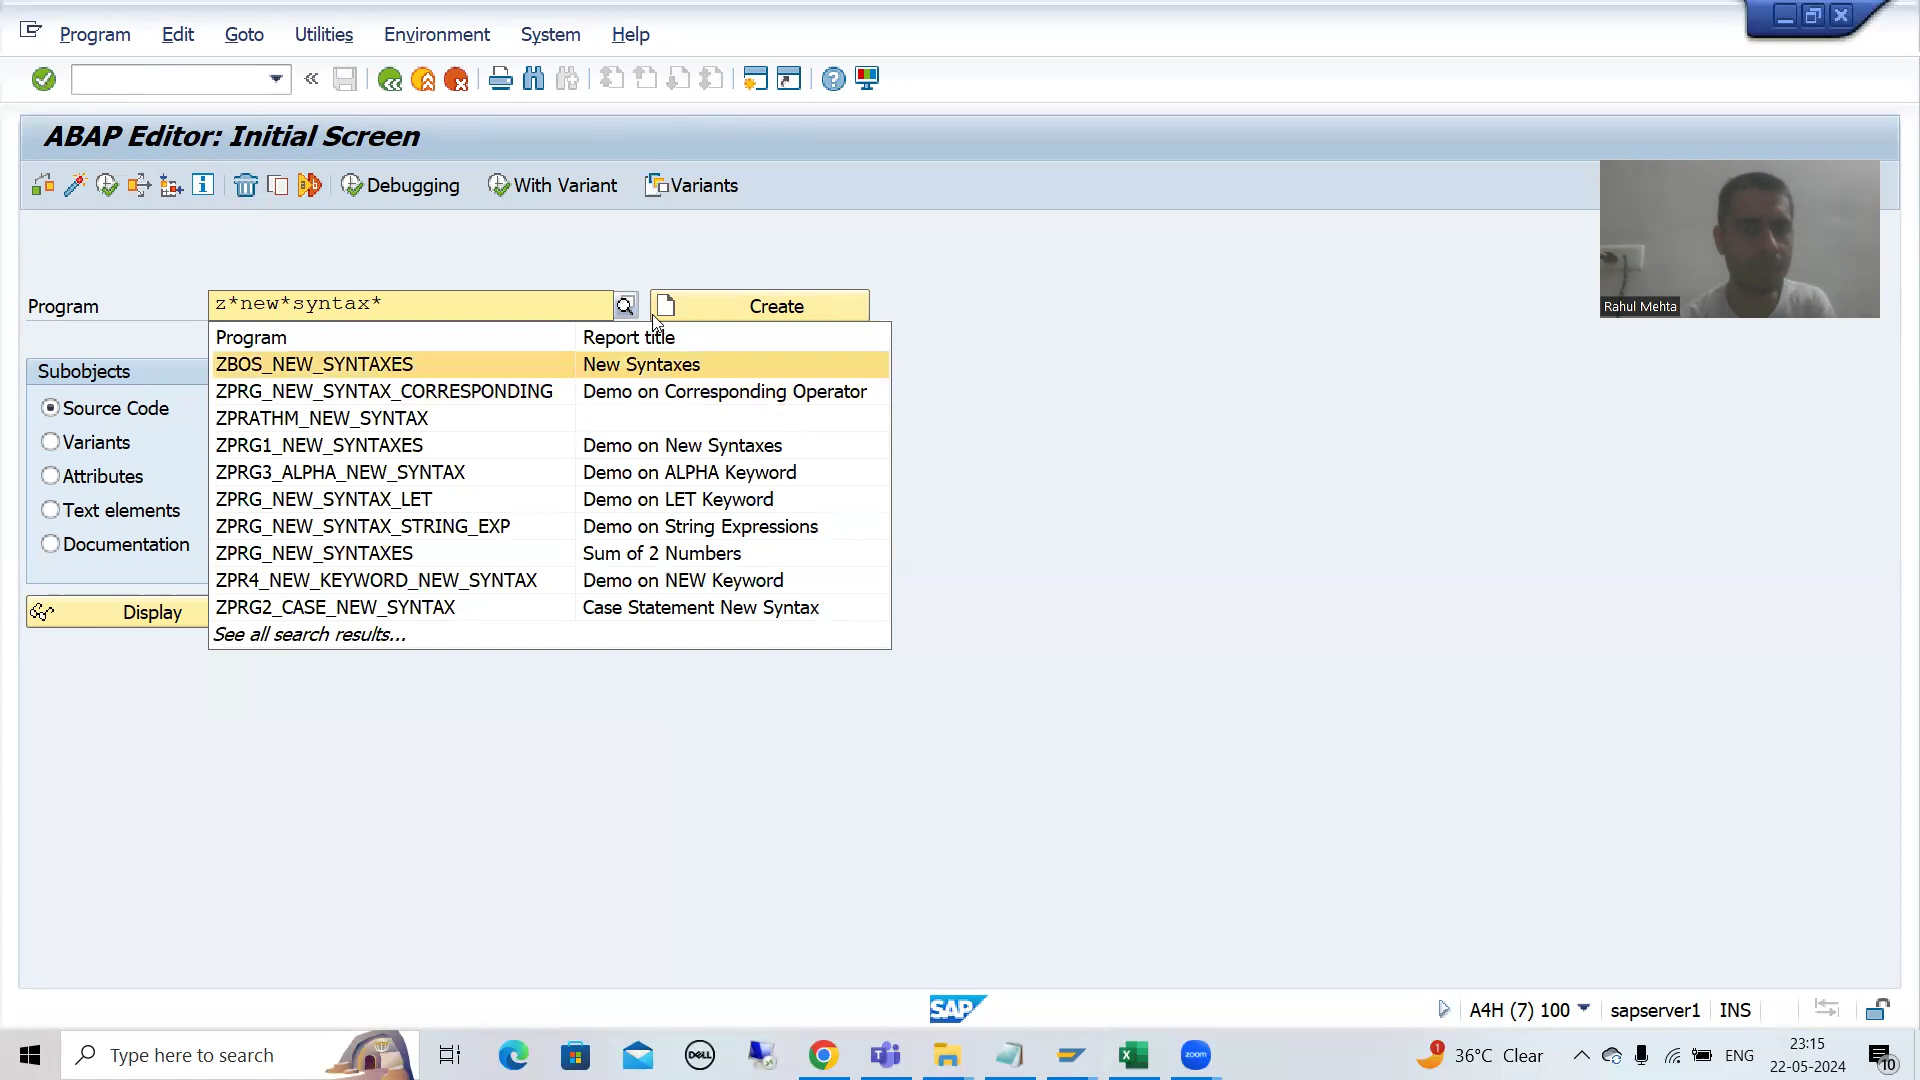 Program Edit Goto Utilities Environment System Help
ABAP Editor: Initial Screen
Debugging With Variant Variants
Rahul Mehta
Program z*new*syntax* Create
Program Report title
ZBOS_NEW_SYNTAXES New Syntaxes
ZPRG_NEW_SYNTAX_CORRESPONDING Demo on Corresponding Operator
ZPRATHM_NEW_SYNTAX
ZPRG1_NEW_SYNTAXES Demo on New Syntaxes
ZPRG3_ALPHA_NEW_SYNTAX Demo on ALPHA Keyword
ZPRG_NEW_SYNTAX_LET Demo on LET Keyword
ZPRG_NEW_SYNTAX_STRING_EXP Demo on String Expressions
ZPRG_NEW_SYNTAXES Sum of 2 Numbers
ZPR4_NEW_KEYWORD_NEW_SYNTAX Demo on NEW Keyword
ZPRG2_CASE_NEW_SYNTAX Case Statement New Syntax
See all search results...
Subobjects
Source Code
Variants
Attributes
Text elements
Documentation
Display
SAP
A4H (7) 100 sapserver1 INS
Type here to search
DELL
zoom
1
36°C Clear
ENG
23:15
22-05-2024
10